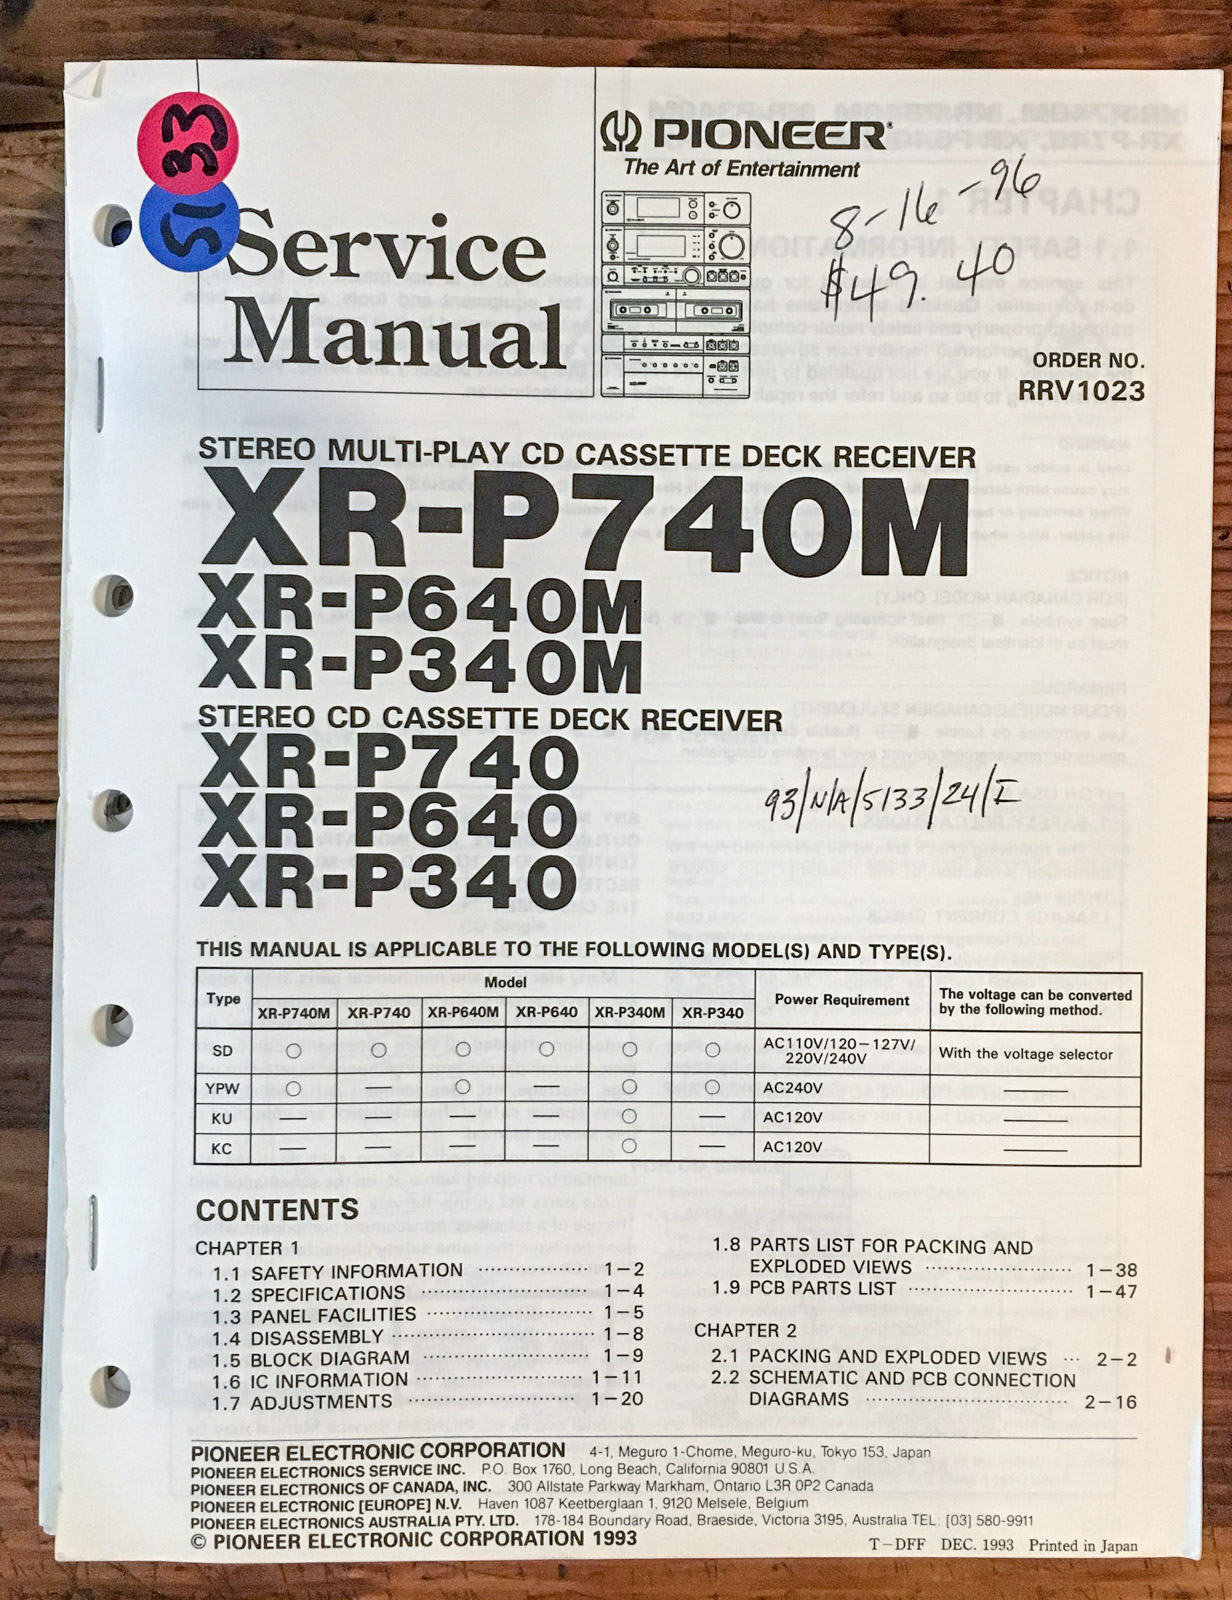 33
51
Service
Manual
PIONEER®
The Art of Entertainment
8-16-96
$49.40
ORDER NO.
RRV1023
STEREO MULTI-PLAY CD CASSETTE DECK RECEIVER
XR-P740M
XR-P640M
XR-P340M
STEREO CD CASSETTE DECK RECEIVER
XR-P740
XR-P640
XR-P340
93/N/A/5133/24/I
THIS MANUAL IS APPLICABLE TO THE FOLLOWING MODEL(S) AND TYPE(S).
Type Model Power Requirement The voltage can be converted by the following method.
XR-P740M XR-P740 XR-P640M XR-P640 XR-P340M XR-P340
SD ○ ○ ○ ○ ○ ○ AC110V/120-127V/ 220V/240V With the voltage selector
YPW ○ — ○ — ○ ○ AC240V —
KU — — — — ○ — AC120V —
KC — — — — ○ — AC120V —
CONTENTS
CHAPTER 1
1.1 SAFETY INFORMATION ········ 1-2
1.2 SPECIFICATIONS ········ 1-4
1.3 PANEL FACILITIES ········ 1-5
1.4 DISASSEMBLY ········ 1-8
1.5 BLOCK DIAGRAM ········ 1-9
1.6 IC INFORMATION ········ 1-11
1.7 ADJUSTMENTS ········ 1-20
1.8 PARTS LIST FOR PACKING AND
EXPLODED VIEWS ········ 1-38
1.9 PCB PARTS LIST ········ 1-47
CHAPTER 2
2.1 PACKING AND EXPLODED VIEWS ··· 2-2
2.2 SCHEMATIC AND PCB CONNECTION
DIAGRAMS ········ 2-16
PIONEER ELECTRONIC CORPORATION 4-1, Meguro 1-Chome, Meguro-ku, Tokyo 153, Japan
PIONEER ELECTRONICS SERVICE INC. P.O. Box 1760, Long Beach, California 90801 U.S.A.
PIONEER ELECTRONICS OF CANADA, INC. 300 Allstate Parkway Markham, Ontario L3R 0P2 Canada
PIONEER ELECTRONIC [EUROPE] N.V. Haven 1087 Keetberglaan 1, 9120 Melsele, Belgium
PIONEER ELECTRONICS AUSTRALIA PTY. LTD. 178-184 Boundary Road, Braeside, Victoria 3195, Australia TEL: [03] 580-9911
© PIONEER ELECTRONIC CORPORATION 1993
T-DFF DEC. 1993 Printed in Japan